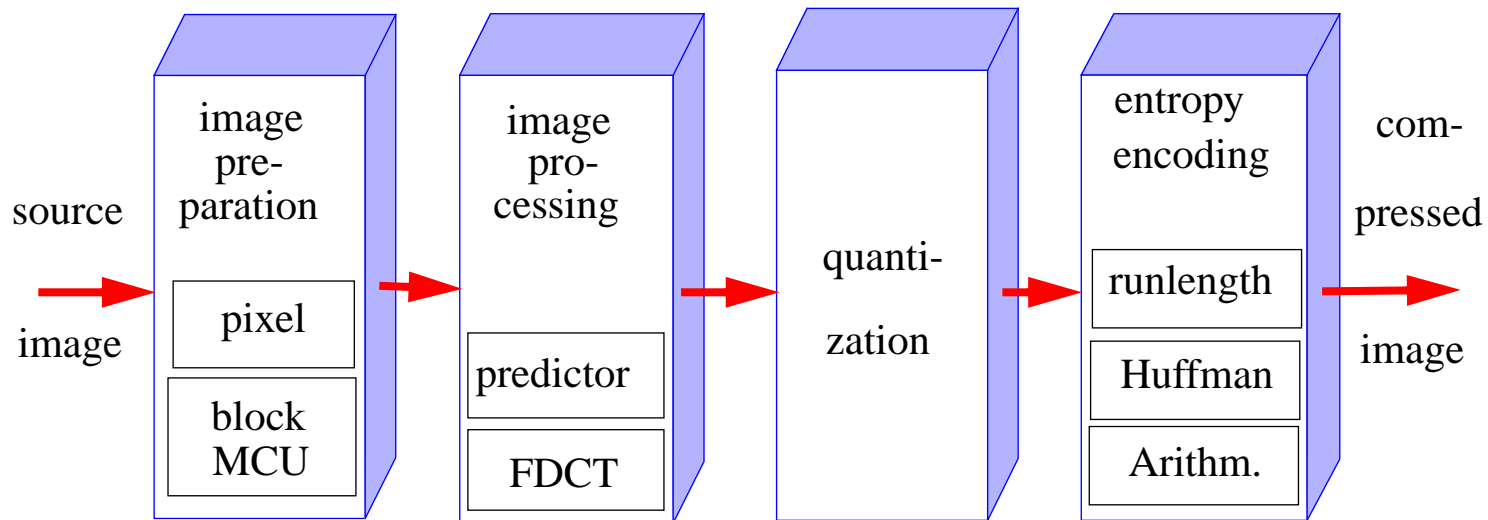 source
image
image
pre-
paration
pixel
block
MCU
image
pro-
cessing
predictor
FDCT
quanti-
zation
entropy
encoding
runlength
Huffman
Arithm.
com-
pressed
image